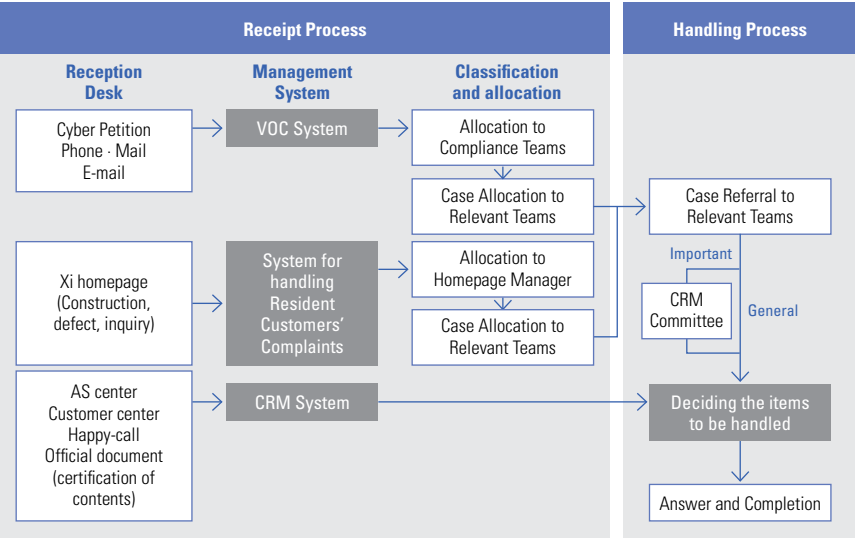 Receipt Process
Handling Process
Reception
Desk
Management
System
Classification
and allocation
Cyber Petition
Phone · Mail
E-mail
VOC System
Allocation to
Compliance Teams
Case Allocation to
Relevant Teams
Case Referral to
Relevant Teams
Xi homepage
(Construction,
defect, inquiry)
System for
handling
Resident
Customers'
Complaints
Allocation to
Homepage Manager
Case Allocation to
Relevant Teams
Important
CRM
Committee
General
AS center
Customer center
Happy-call
Official document
(certification of
contents)
CRM System
Deciding the items
to be handled
Answer and Completion